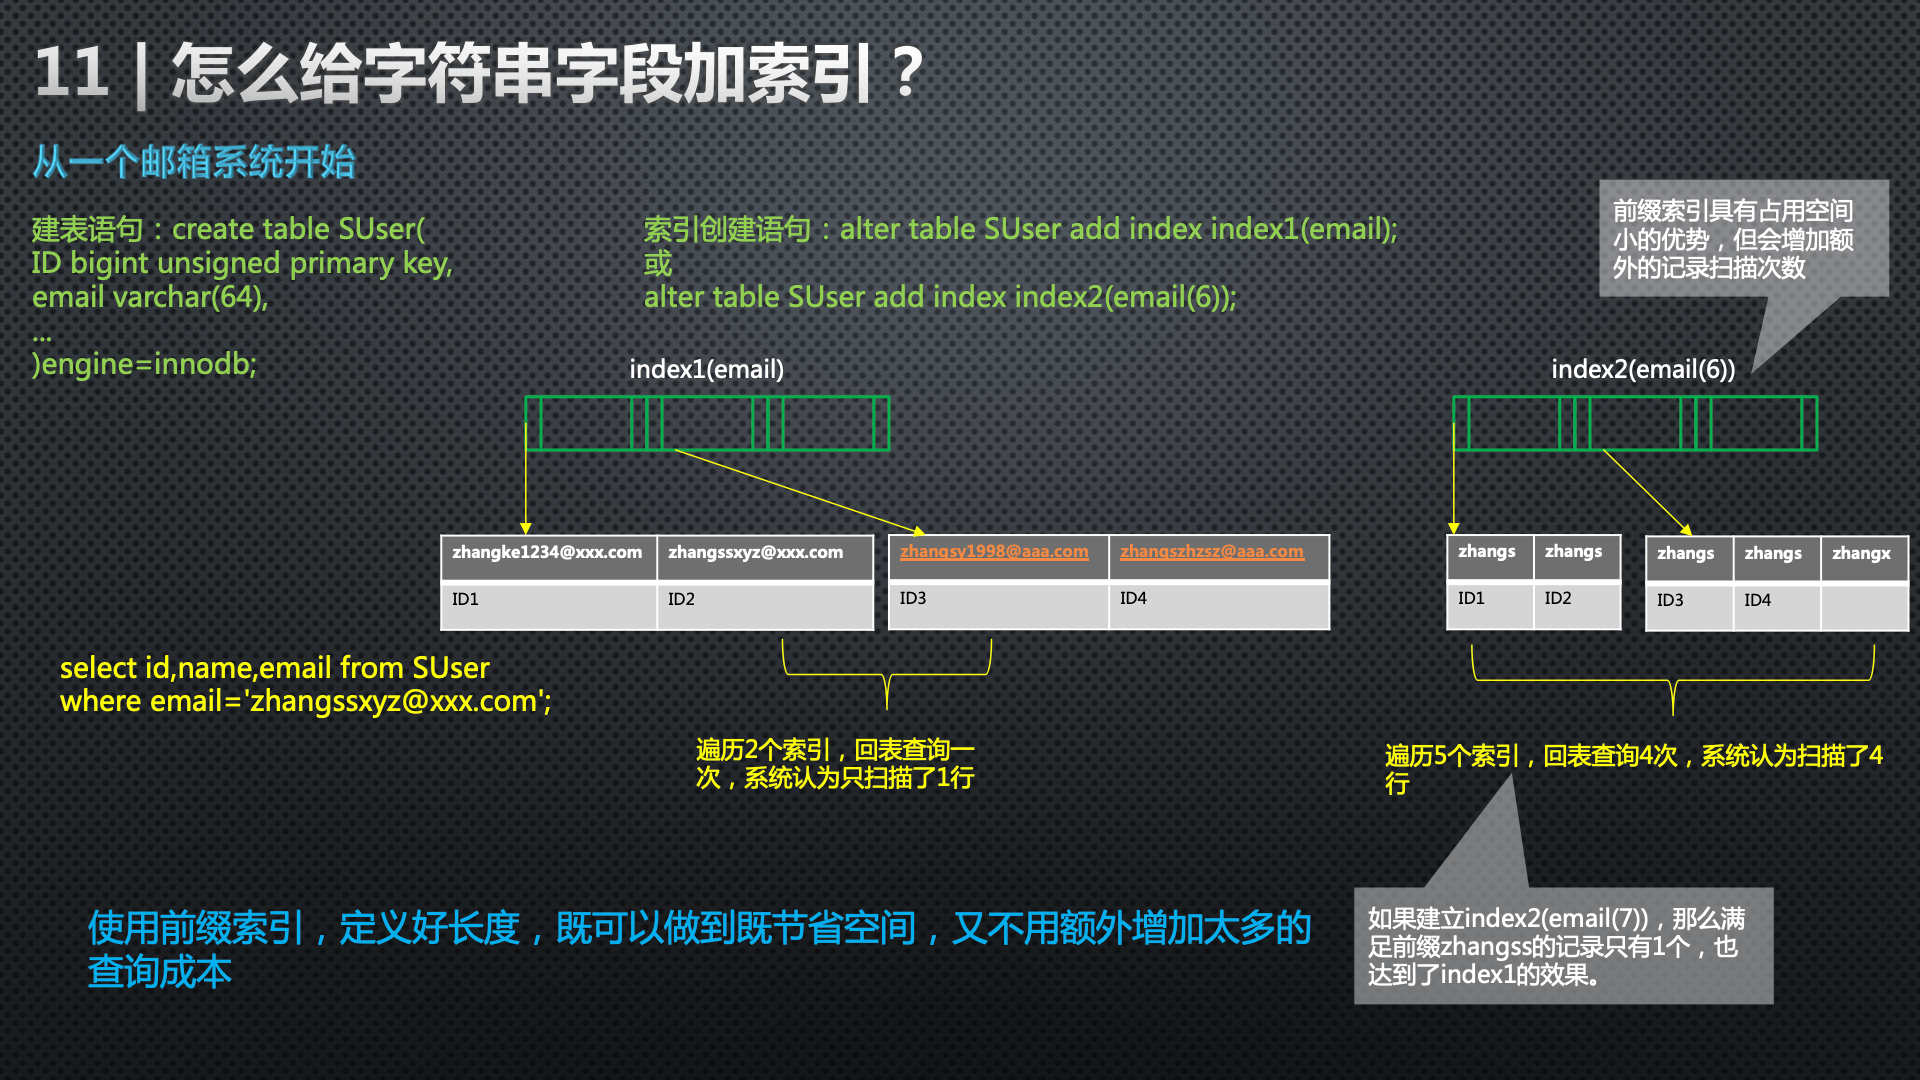 11 | 怎么给字符串字段加索引？
从一个邮箱系统开始
建表语句：create table SUser(
ID bigint unsigned primary key,
email varchar(64),
...
)engine=innodb;
索引创建语句：alter table SUser add index index1(email);
或
alter table SUser add index index2(email(6));
前缀索引具有占用空间
小的优势，但会增加额
外的记录扫描次数
index1(email)
index2(email(6))
zhangke1234@xxx.com zhangssxyz@xxx.com zhangsy1998@aaa.com zhangszhzsz@aaa.com
ID1 ID2 ID3 ID4
zhangs zhangs zhangs zhangs zhangx
ID1 ID2 ID3 ID4
select id,name,email from SUser
where email='zhangssxyz@xxx.com';
遍历2个索引，回表查询一
次，系统认为只扫描了1行
遍历5个索引，回表查询4次，系统认为扫描了4
行
使用前缀索引，定义好长度，既可以做到既节省空间，又不用额外增加太多的
查询成本
如果建立index2(email(7))，那么满
足前缀zhangss的记录只有1个，也
达到了index1的效果。